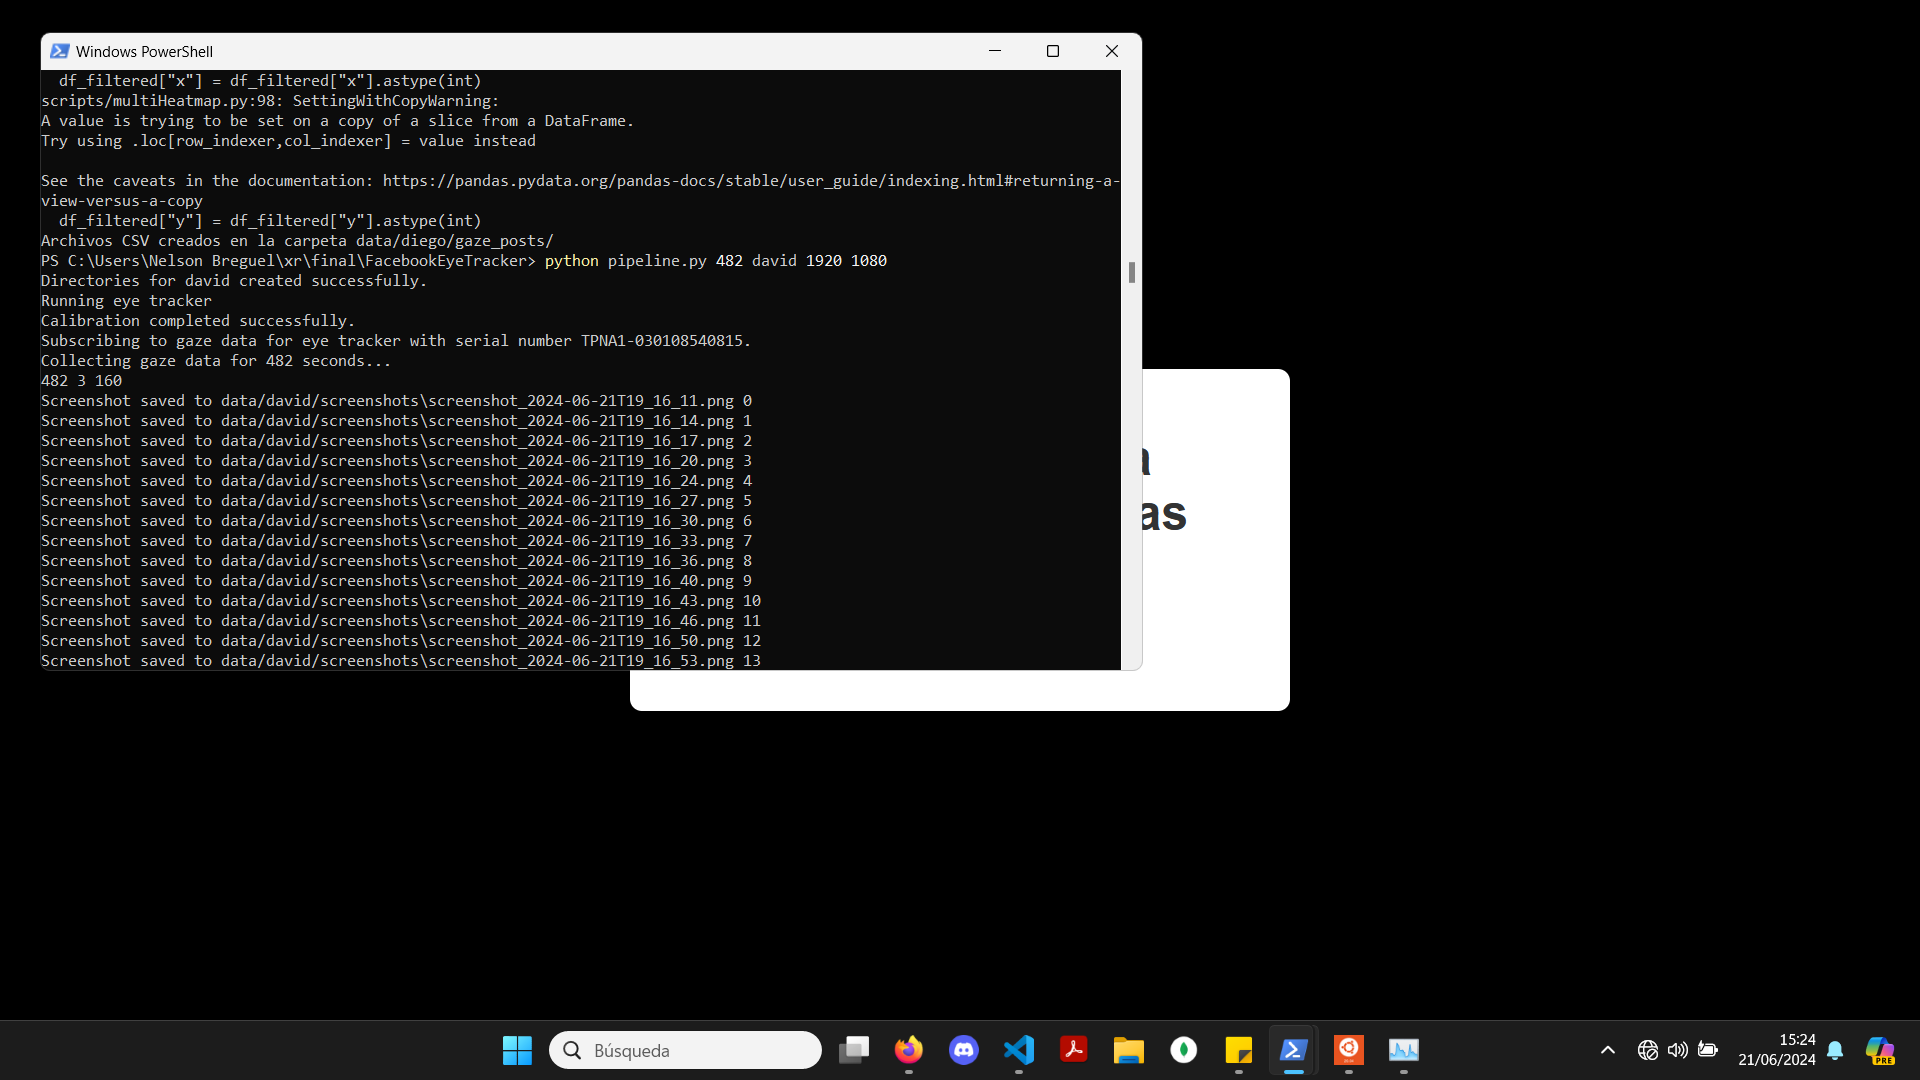 Windows PowerShell
df_filtered["x"] = df_filtered["x"].astype(int)
scripts/multiHeatmap.py:98: SettingWithCopyWarning:
A value is trying to be set on a copy of a slice from a DataFrame.
Try using .loc[row_indexer,col_indexer] = value instead
See the caveats in the documentation: https://pandas.pydata.org/pandas-docs/stable/user_guide/indexing.html#returning-a-
view-versus-a-copy
df_filtered["y"] = df_filtered["y"].astype(int)
Archivos CSV creados en la carpeta data/diego/gaze_posts/
PS C:\Users\Nelson Breguel\xr\final\FacebookEyeTracker> python pipeline.py 482 david 1920 1080
Directories for david created successfully.
Running eye tracker
Calibration completed successfully.
Subscribing to gaze data for eye tracker with serial number TPNA1-030108540815.
Collecting gaze data for 482 seconds...
482 3 160
Screenshot saved to data/david/screenshots\screenshot_2024-06-21T19_16_11.png 0
Screenshot saved to data/david/screenshots\screenshot_2024-06-21T19_16_14.png 1
Screenshot saved to data/david/screenshots\screenshot_2024-06-21T19_16_17.png 2
Screenshot saved to data/david/screenshots\screenshot_2024-06-21T19_16_20.png 3
Screenshot saved to data/david/screenshots\screenshot_2024-06-21T19_16_24.png 4
Screenshot saved to data/david/screenshots\screenshot_2024-06-21T19_16_27.png 5
Screenshot saved to data/david/screenshots\screenshot_2024-06-21T19_16_30.png 6
Screenshot saved to data/david/screenshots\screenshot_2024-06-21T19_16_33.png 7
Screenshot saved to data/david/screenshots\screenshot_2024-06-21T19_16_36.png 8
Screenshot saved to data/david/screenshots\screenshot_2024-06-21T19_16_40.png 9
Screenshot saved to data/david/screenshots\screenshot_2024-06-21T19_16_43.png 10
Screenshot saved to data/david/screenshots\screenshot_2024-06-21T19_16_46.png 11
Screenshot saved to data/david/screenshots\screenshot_2024-06-21T19_16_50.png 12
Screenshot saved to data/david/screenshots\screenshot_2024-06-21T19_16_53.png 13
as
Búsqueda
15:24
21/06/2024
PRE